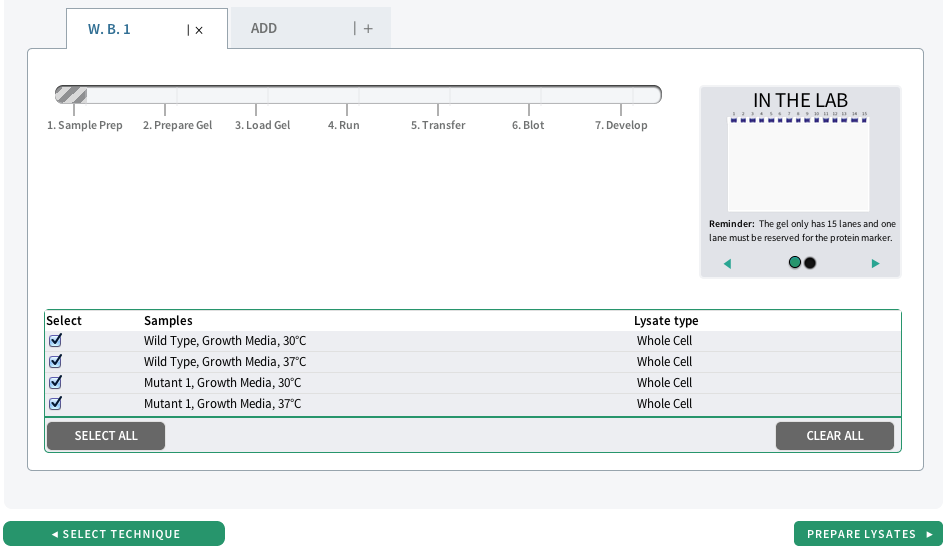 W. B. 1 | x ADD | +
IN THE LAB
1 2 3 4 5 6 7 8 9 10 11 12 13 14 15
1. Sample Prep 2. Prepare Gel 3. Load Gel 4. Run 5. Transfer 6. Blot 7. Develop
Reminder: The gel only has 15 lanes and one
lane must be reserved for the protein marker.
Select Samples Lysate type
Wild Type, Growth Media, 30°C Whole Cell
Wild Type, Growth Media, 37°C Whole Cell
Mutant 1, Growth Media, 30°C Whole Cell
Mutant 1, Growth Media, 37°C Whole Cell
SELECT ALL CLEAR ALL
◄ SELECT TECHNIQUE PREPARE LYSATES ►